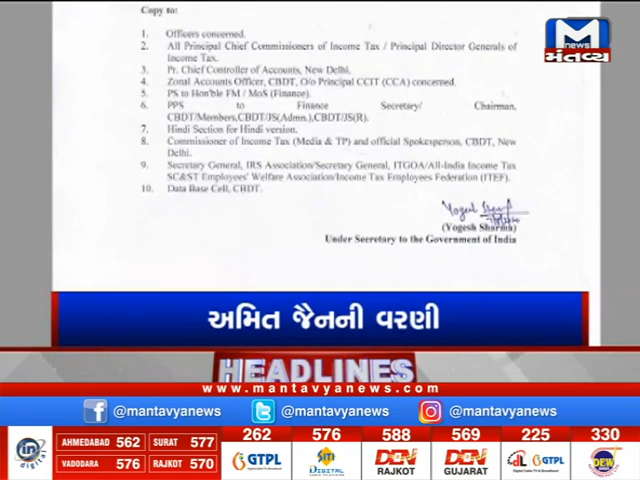 Copy to:
1. Officers concerned.
2. All Principal Chief Commissioners of Income Tax / Principal Director Generals of
Income Tax.
3. Pr. Chief Controller of Accounts, New Delhi.
4. Zonal Accounts Officer, CBDT, O/o Principal CCIT (CCA) concerned.
5. PS to Hon'ble FM / MoS (Finance).
6. PPS to Finance Secretary/ Chairman,
CBDT/Members,CBDT/JS(Admn.),CBDT/JS(R).
7. Hindi Section for Hindi version.
8. Commissioner of Income Tax (Media & TP) and official Spokesperson, CBDT, New
Delhi.
9. Secretary General, IRS Association/Secretary General, ITGOA/All-India Income Tax
SC&ST Employees' Welfare Association/Income Tax Employees Federation (ITEF).
10. Data Base Cell, CBDT.
(Yogesh Sharma)
Under Secretary to the Government of India
M
news
મંતવ્ય
અમિત જૈનની વરણી
HEADLINES
www.mantavyanews.com
@mantavyanews @mantavyanews @mantavyanews
in digital
AHMEDABAD 562 SURAT 577
VADODARA 576 RAJKOT 570
262 576 588 569 225 330
GTPL SITI DIGITAL DEN RAJKOT DEN GUJARAT DL GTPL DEW